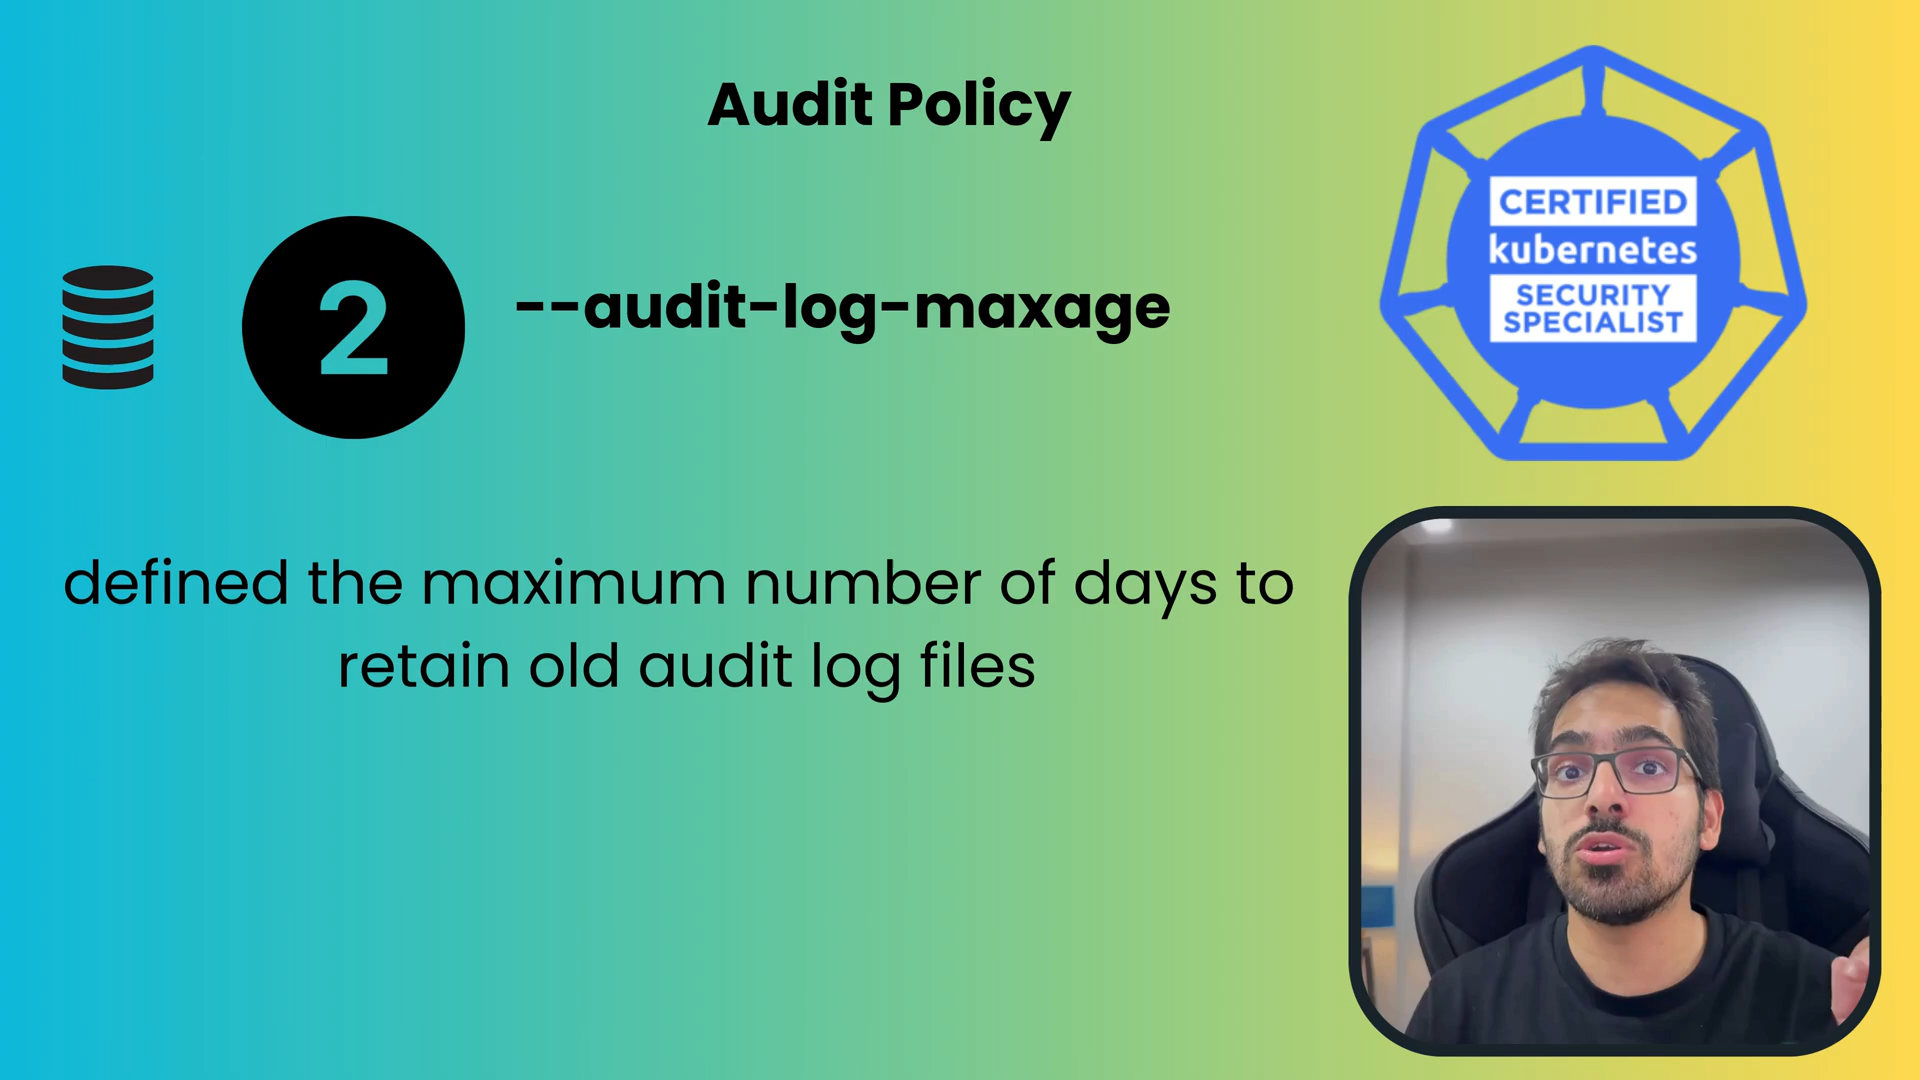 Audit Policy
2
--audit-log-maxage
defined the maximum number of days to
retain old audit log files
CERTIFIED
kubernetes
SECURITY
SPECIALIST